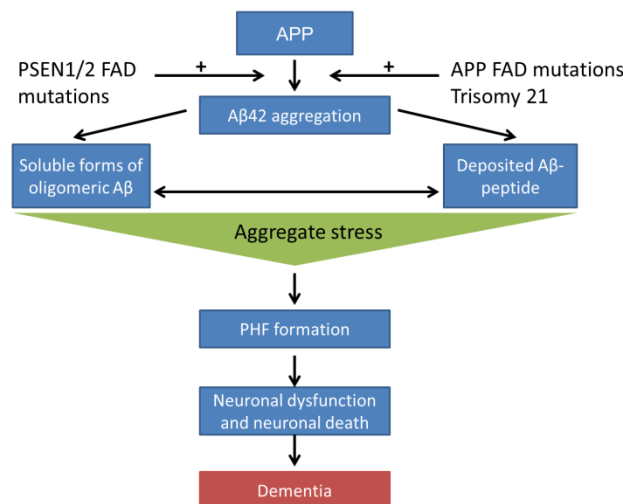 APP
PSEN1/2 FAD
mutations
+
+
APP FAD mutations
Trisomy 21
Aβ42 aggregation
Soluble forms of
oligomeric Aβ
Deposited Aβ-
peptide
Aggregate stress
PHF formation
Neuronal dysfunction
and neuronal death
Dementia